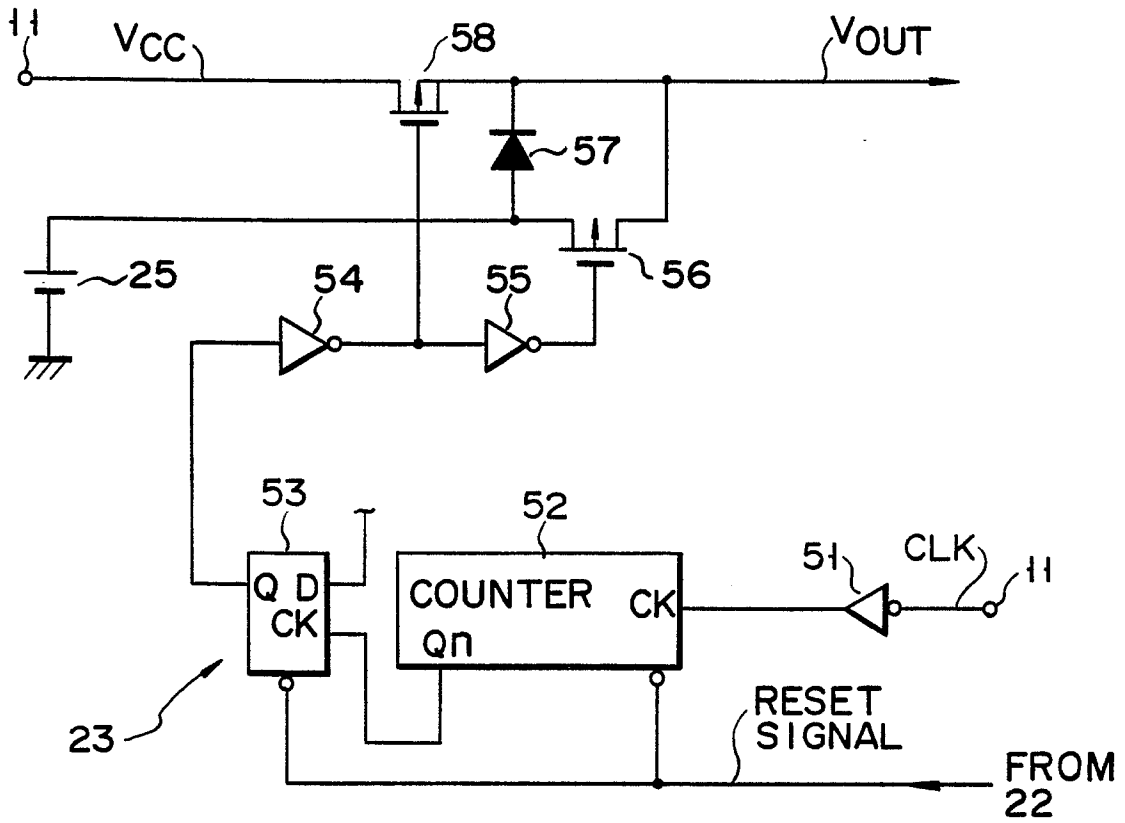 11
VCC
58
VOUT
57
25
56
54
55
53
52
Q D
CK
COUNTER
CK
Qn
51
CLK
11
23
RESET
SIGNAL
FROM
22